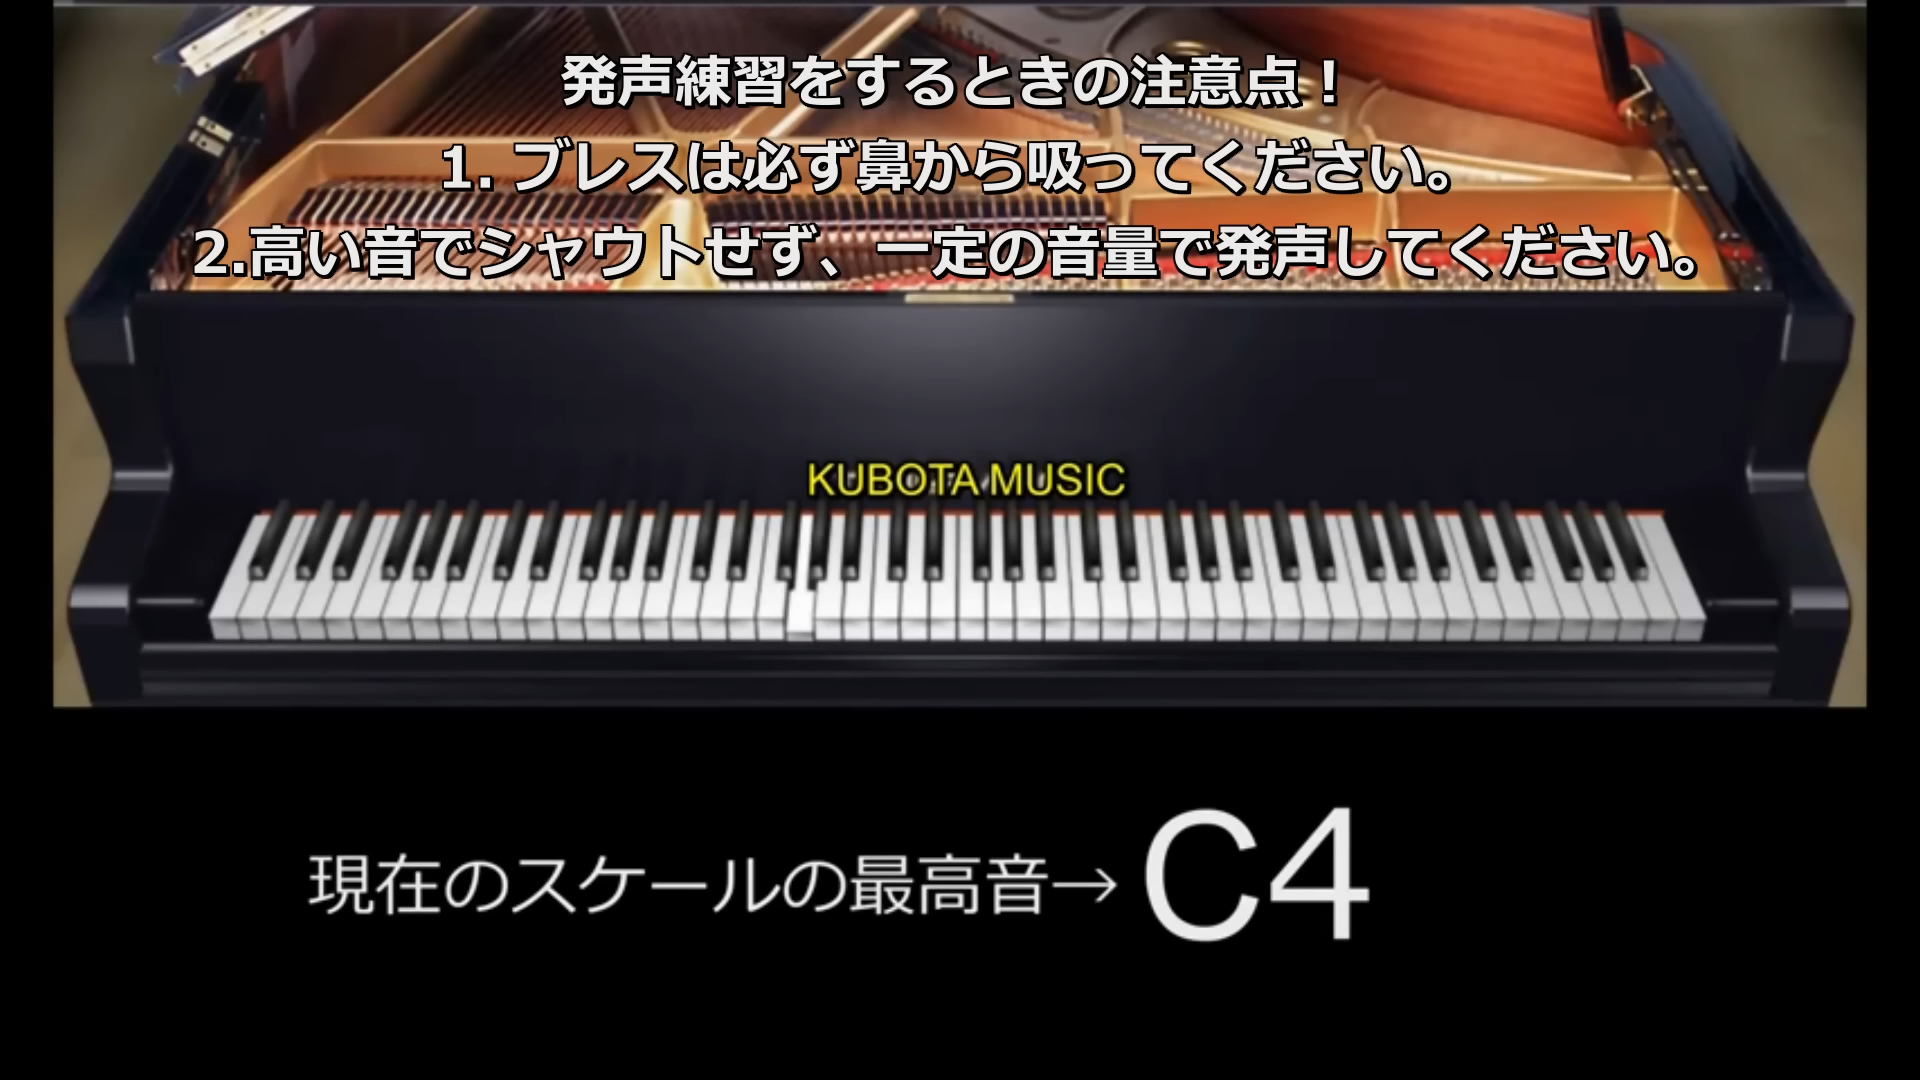 発声練習をするときの注意点！
1. ブレスは必ず鼻から吸ってください。
2.高い音でシャウトせず、一定の音量で発声してください。
KUBOTA MUSIC
現在のスケールの最高音→ C4